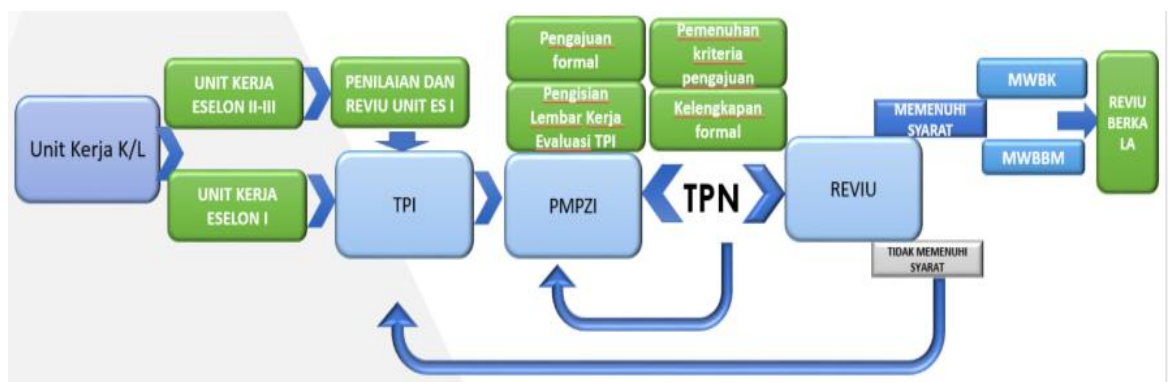 Unit Kerja K/L
UNIT KERJA
ESELON II-III
UNIT KERJA
ESELON I
PENILAIAN DAN
REVIU UNIT ES I
TPI
Pengajuan
formal
Pengisian
Lembar Kerja
Evaluasi TPI
PMPZI
Pemenuhan
kriteria
pengajuan
Kelengkapan
formal
TPN
REVIU
MEMENUHI
SYARAT
TIDAK MEMENUHI
SYARAT
MWBK
MWBBM
REVIU
BERKA
LA